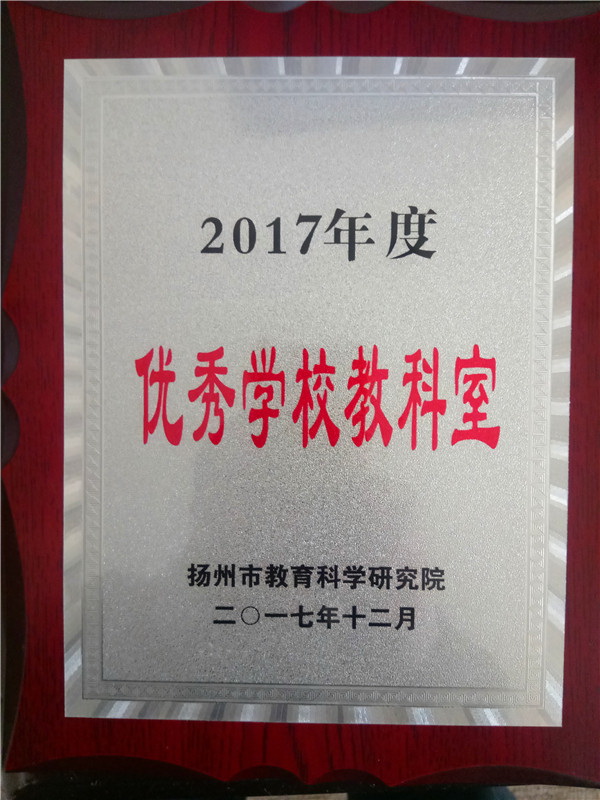 2017年度
优秀学校教科室
扬州市教育科学研究院
二〇一七年十二月